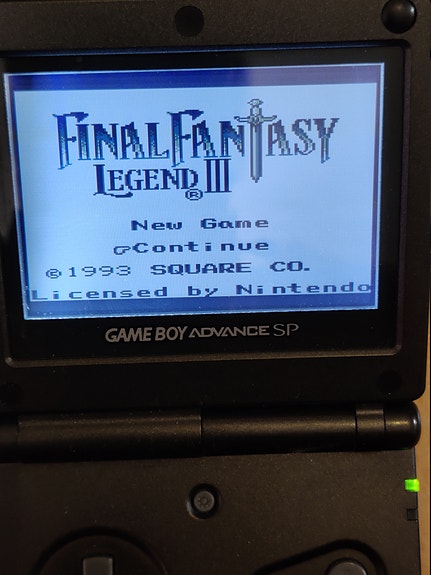 FINAL FANTASY
LEGEND III
®
New Game
Continue
©1993 SQUARE CO.
Licensed by Nintendo
GAME BOY ADVANCE SP